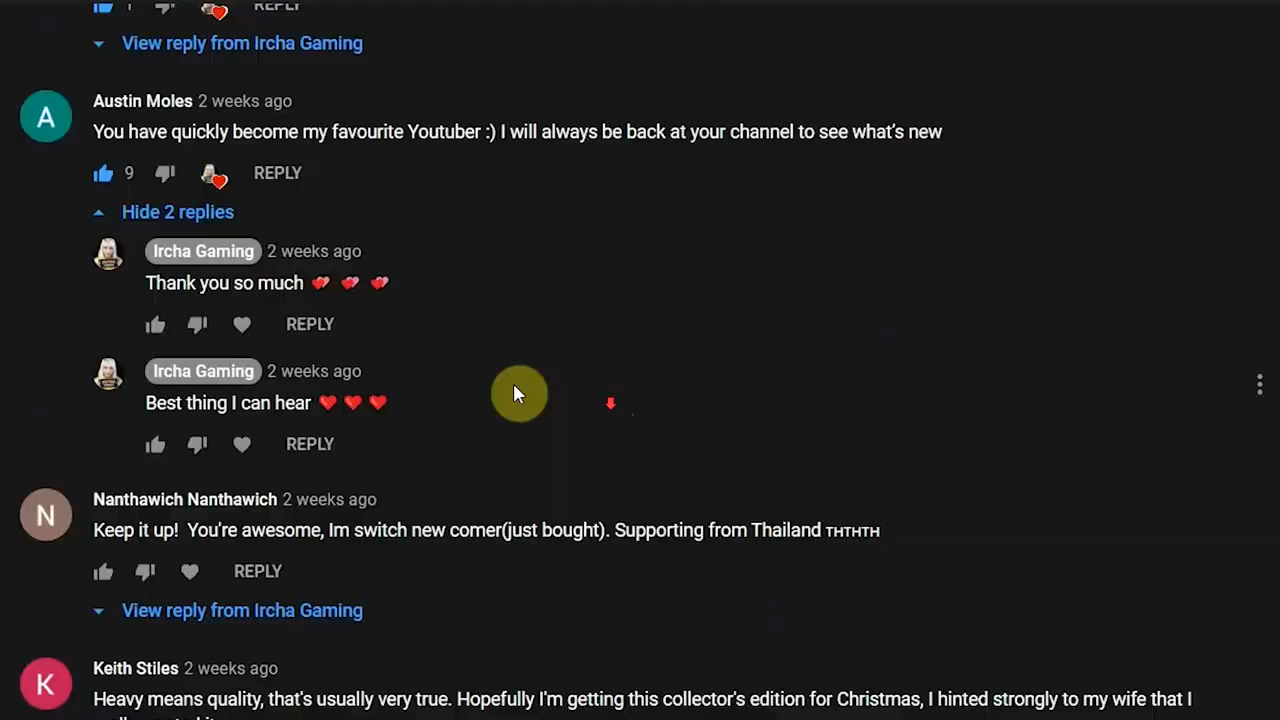 1 REPLY
View reply from Ircha Gaming
Austin Moles 2 weeks ago
You have quickly become my favourite Youtuber :) I will always be back at your channel to see what's new
9 REPLY
Hide 2 replies
Ircha Gaming 2 weeks ago
Thank you so much
REPLY
Ircha Gaming 2 weeks ago
Best thing I can hear
REPLY
Nanthawich Nanthawich 2 weeks ago
Keep it up!  You're awesome, Im switch new comer(just bought). Supporting from Thailand THTHTH
REPLY
View reply from Ircha Gaming
Keith Stiles 2 weeks ago
Heavy means quality, that's usually very true. Hopefully I'm getting this collector's edition for Christmas, I hinted strongly to my wife that I